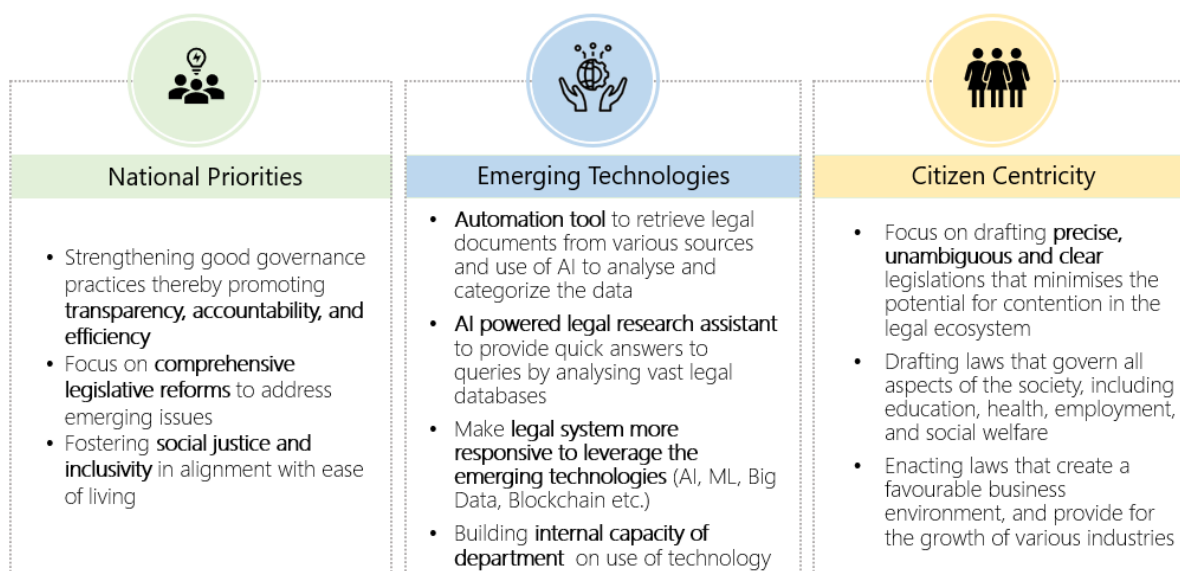 National Priorities
• Strengthening good governance
practices thereby promoting
transparency, accountability, and
efficiency
• Focus on comprehensive
legislative reforms to address
emerging issues
• Fostering social justice and
inclusivity in alignment with ease
of living
Emerging Technologies
• Automation tool to retrieve legal
documents from various sources
and use of AI to analyse and
categorize the data
• AI powered legal research assistant
to provide quick answers to
queries by analysing vast legal
databases
• Make legal system more
responsive to leverage the
emerging technologies (AI, ML, Big
Data, Blockchain etc.)
• Building internal capacity of
department on use of technology
Citizen Centricity
• Focus on drafting precise,
unambiguous and clear
legislations that minimises the
potential for contention in the
legal ecosystem
• Drafting laws that govern all
aspects of the society, including
education, health, employment,
and social welfare
• Enacting laws that create a
favourable business
environment, and provide for
the growth of various industries